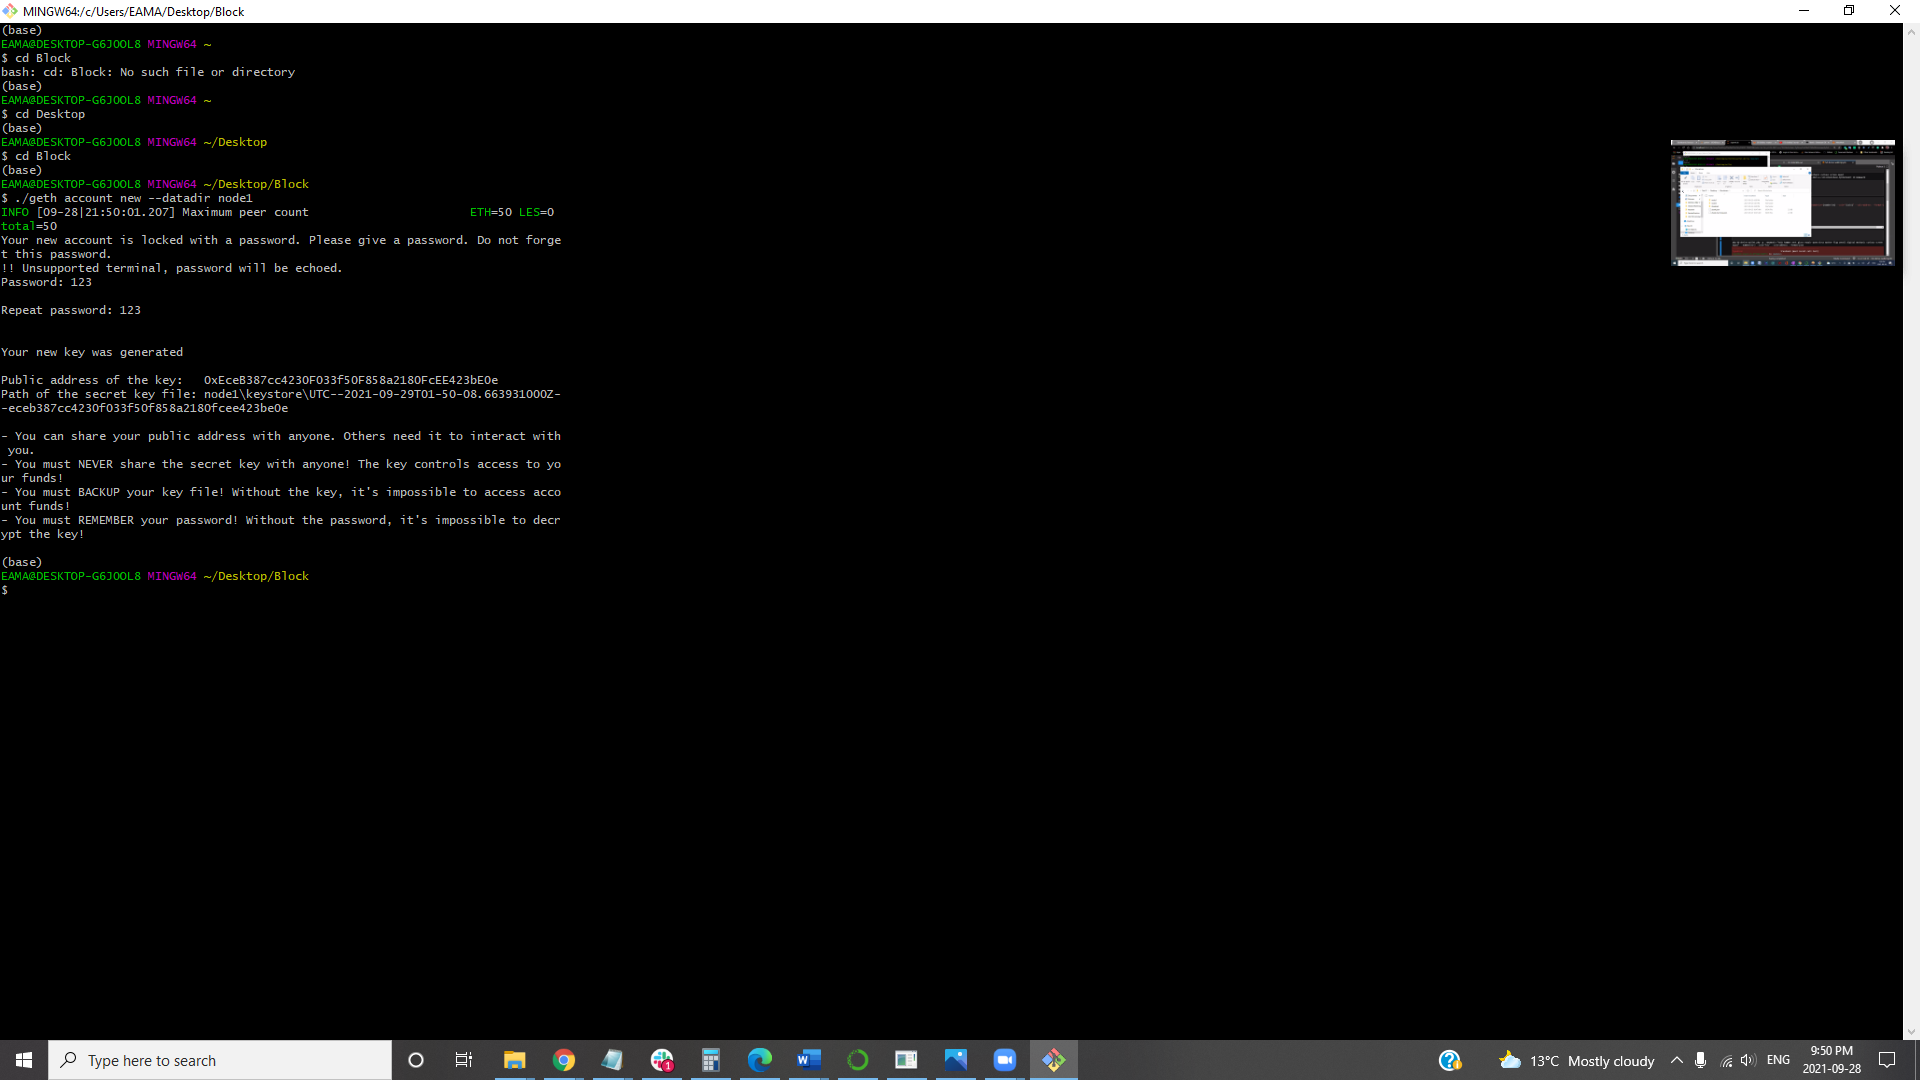 MINGW64:/c/Users/EAMA/Desktop/Block
(base)
EAMA@DESKTOP-G6JOOL8 MINGW64 ~
$ cd Block
bash: cd: Block: No such file or directory
(base)
EAMA@DESKTOP-G6JOOL8 MINGW64 ~
$ cd Desktop
(base)
EAMA@DESKTOP-G6JOOL8 MINGW64 ~/Desktop
$ cd Block
(base)
EAMA@DESKTOP-G6JOOL8 MINGW64 ~/Desktop/Block
$ ./geth account new --datadir node1
INFO [09-28|21:50:01.207] Maximum peer count ETH=50 LES=0
total=50
Your new account is locked with a password. Please give a password. Do not forge
t this password.
!! Unsupported terminal, password will be echoed.
Password: 123
Repeat password: 123
Your new key was generated
Public address of the key: 0xEceB387cc4230F033f50F858a2180FcEE423bE0e
Path of the secret key file: node1\keystore\UTC--2021-09-29T01-50-08.663931000Z-
-eceb387cc4230f033f50f858a2180fcee423be0e
- You can share your public address with anyone. Others need it to interact with
 you.
- You must NEVER share the secret key with anyone! The key controls access to yo
ur funds!
- You must BACKUP your key file! Without the key, it's impossible to access acco
unt funds!
- You must REMEMBER your password! Without the password, it's impossible to decr
ypt the key!
(base)
EAMA@DESKTOP-G6JOOL8 MINGW64 ~/Desktop/Block
$
Type here to search
1
13°C Mostly cloudy
ENG
9:50 PM
2021-09-28